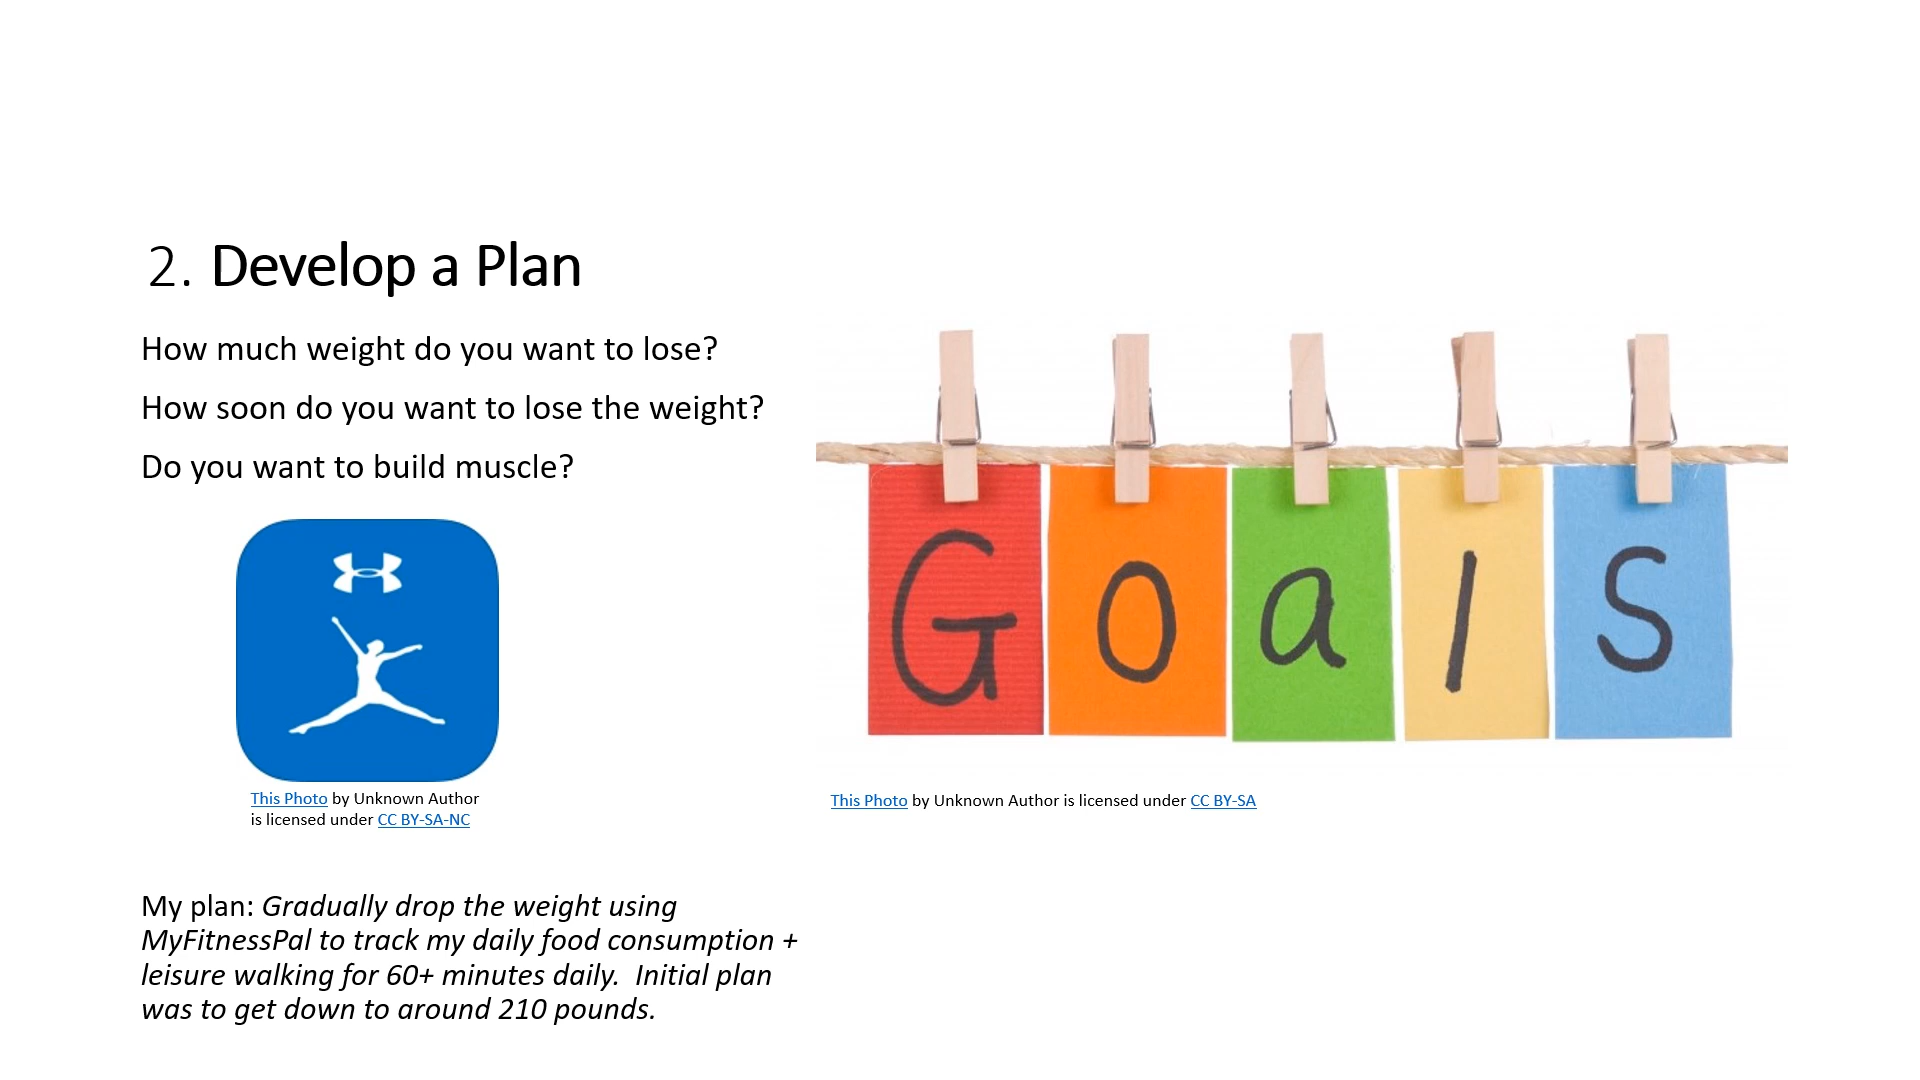 2. Develop a Plan
How much weight do you want to lose?
How soon do you want to lose the weight?
Do you want to build muscle?
This Photo by Unknown Author
is licensed under CC BY-SA-NC
Goals
This Photo by Unknown Author is licensed under CC BY-SA
My plan: Gradually drop the weight using
MyFitnessPal to track my daily food consumption +
leisure walking for 60+ minutes daily.  Initial plan
was to get down to around 210 pounds.